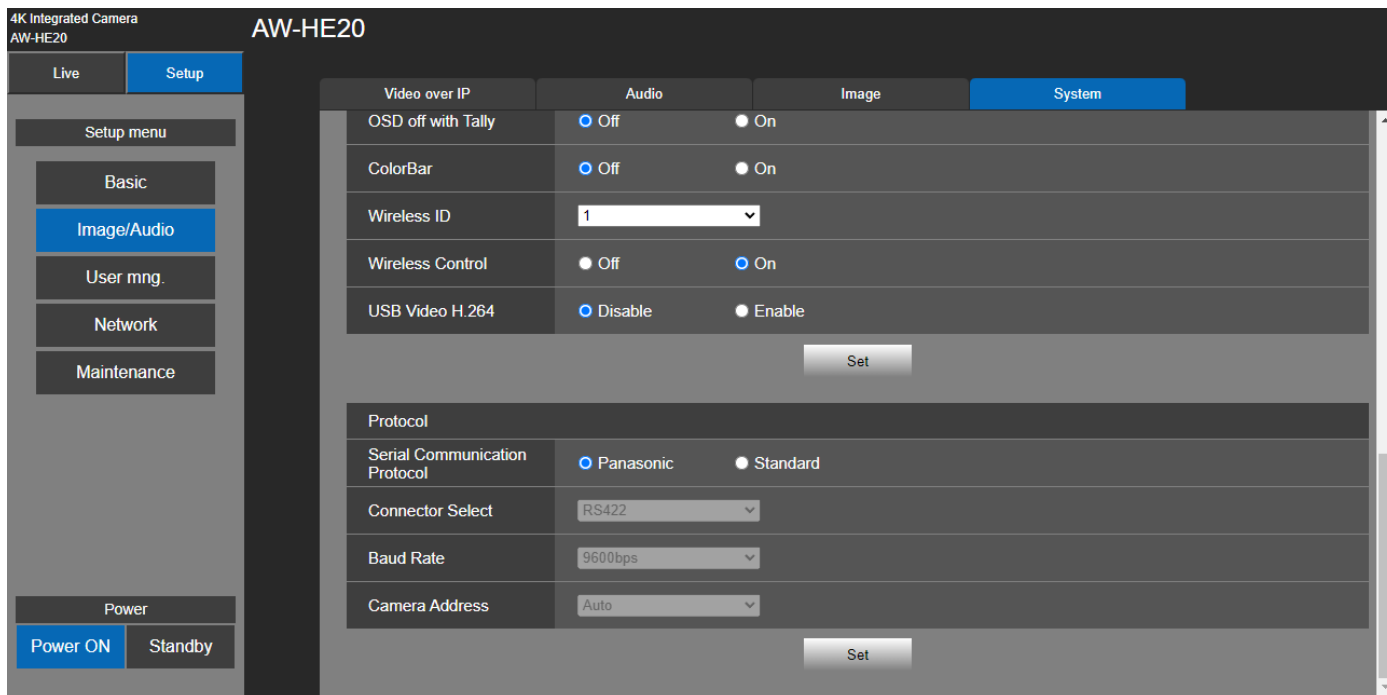 4K Integrated Camera
AW-HE20
AW-HE20
Live Setup
Setup menu
Basic
Image/Audio
User mng.
Network
Maintenance
Power
Power ON Standby
Video over IP Audio Image System
OSD off with Tally Off On
ColorBar Off On
Wireless ID 1
Wireless Control Off On
USB Video H.264 Disable Enable
Set
Protocol
Serial Communication
Protocol Panasonic Standard
Connector Select RS422
Baud Rate 9600bps
Camera Address Auto
Set